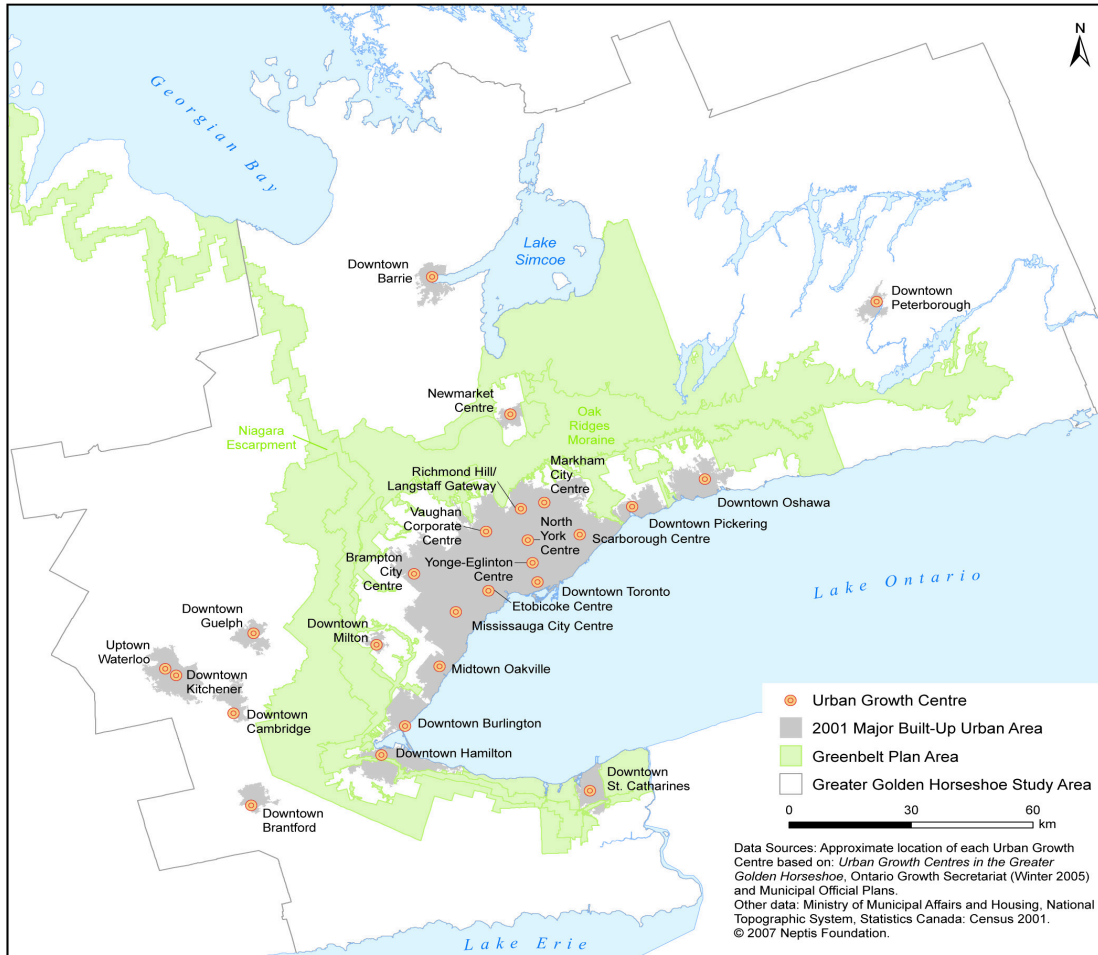 N
Georgian Bay
Lake
Simcoe
Downtown
Barrie
Downtown
Peterborough
Newmarket
Centre
Oak
Ridges
Moraine
Niagara
Escarpment
Markham
City
Centre
Richmond Hill/
Langstaff Gateway
Downtown Oshawa
Vaughan
Corporate
Centre
North
York
Centre
Downtown Pickering
Scarborough Centre
Brampton
City
Centre
Yonge-Eglinton
Centre
Downtown Toronto
Etobicoke Centre
Lake Ontario
Mississauga City Centre
Downtown
Guelph
Downtown
Milton
Uptown
Waterloo
Downtown
Kitchener
Midtown Oakville
Downtown
Cambridge
Downtown Burlington
Downtown Hamilton
Downtown
St. Catharines
Downtown
Brantford
Lake Erie
Urban Growth Centre
2001 Major Built-Up Urban Area
Greenbelt Plan Area
Greater Golden Horseshoe Study Area
0 30 60
km
Data Sources: Approximate location of each Urban Growth
Centre based on: Urban Growth Centres in the Greater
Golden Horseshoe, Ontario Growth Secretariat (Winter 2005)
and Municipal Official Plans.
Other data: Ministry of Municipal Affairs and Housing, National
Topographic System, Statistics Canada: Census 2001.
© 2007 Neptis Foundation.